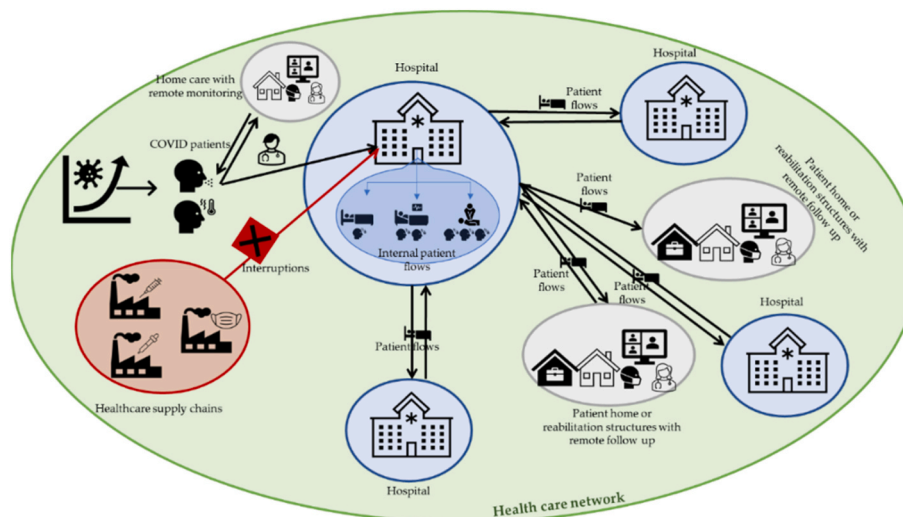 Hospital
Hospital
Home care with
remote monitoring
Patient
flows
COVID patients
Patient home or
reabilitation structures with
remote follow up
Patient
flows
Internal patient
flows
Interruptions
Patient
flows
Patient
flows
Hospital
Patient flows
Healthcare supply chains
Patient home or
reabilitation structures with
remote follow up
Hospital
Health care network